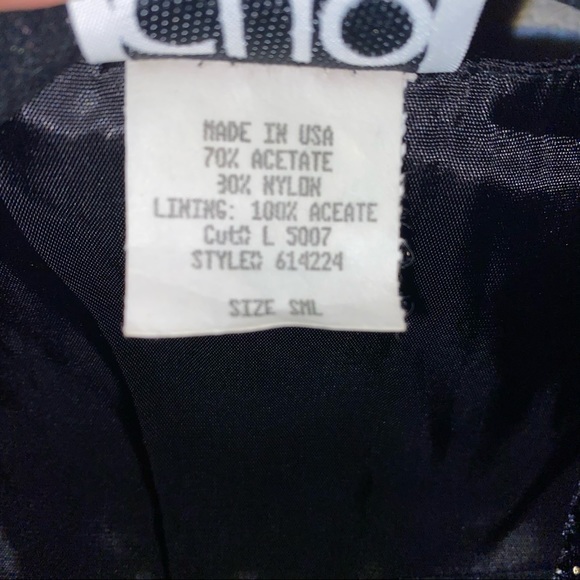 MADE IN USA
70% ACETATE
30% NYLON
LINING: 100% ACEATE
Cut# L 5007
STYLE# 614224
SIZE SML